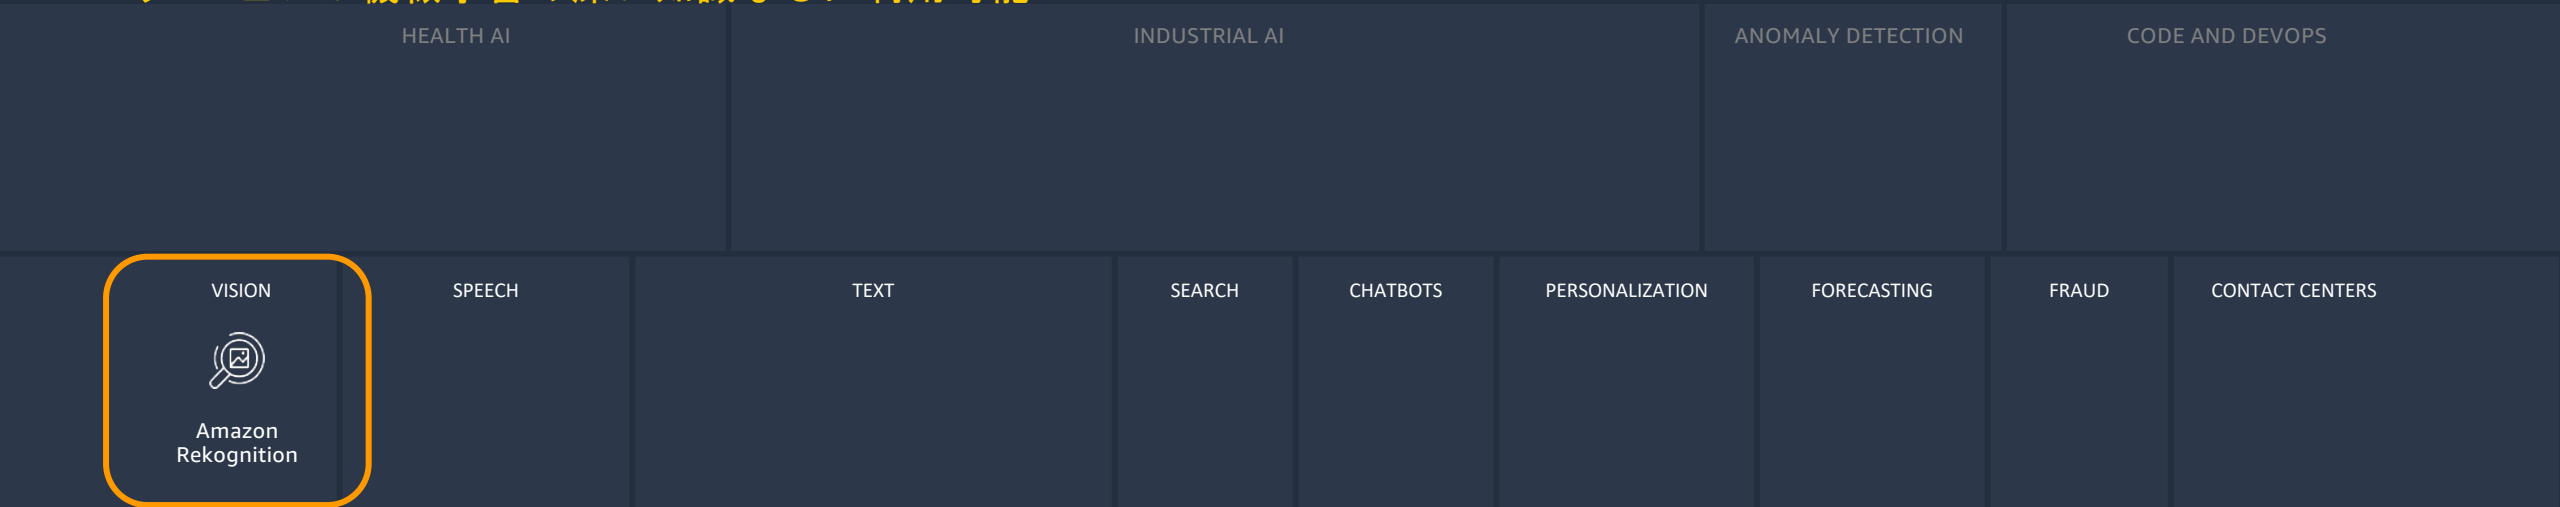 HEALTH AI
INDUSTRIAL AI
ANOMALY DETECTION
CODE AND DEVOPS
VISION
SPEECH
TEXT
SEARCH
CHATBOTS
PERSONALIZATION
FORECASTING
FRAUD
CONTACT CENTERS
Amazon
Rekognition